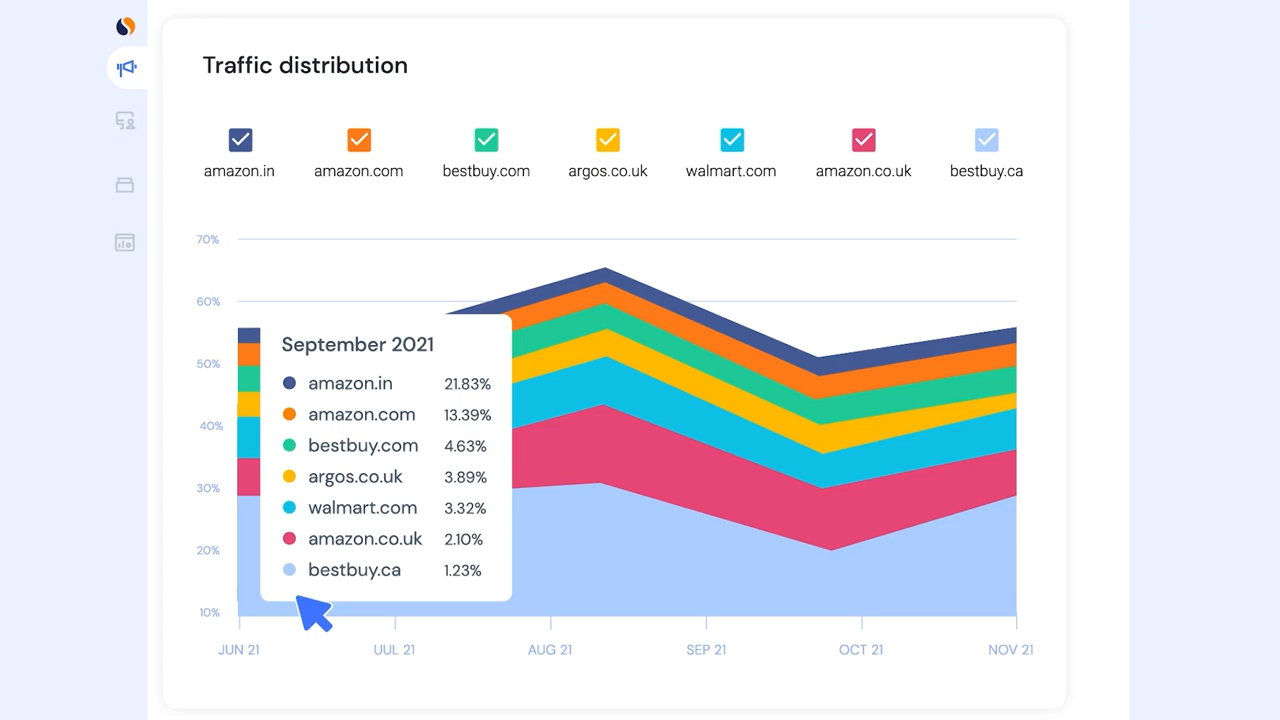 Traffic distribution
amazon.in amazon.com bestbuy.com argos.co.uk walmart.com amazon.co.uk bestbuy.ca
70%
60%
50%
40%
30%
20%
10%
September 2021
amazon.in 21.83%
amazon.com 13.39%
bestbuy.com 4.63%
argos.co.uk 3.89%
walmart.com 3.32%
amazon.co.uk 2.10%
bestbuy.ca 1.23%
JUN 21 UUL 21 AUG 21 SEP 21 OCT 21 NOV 21